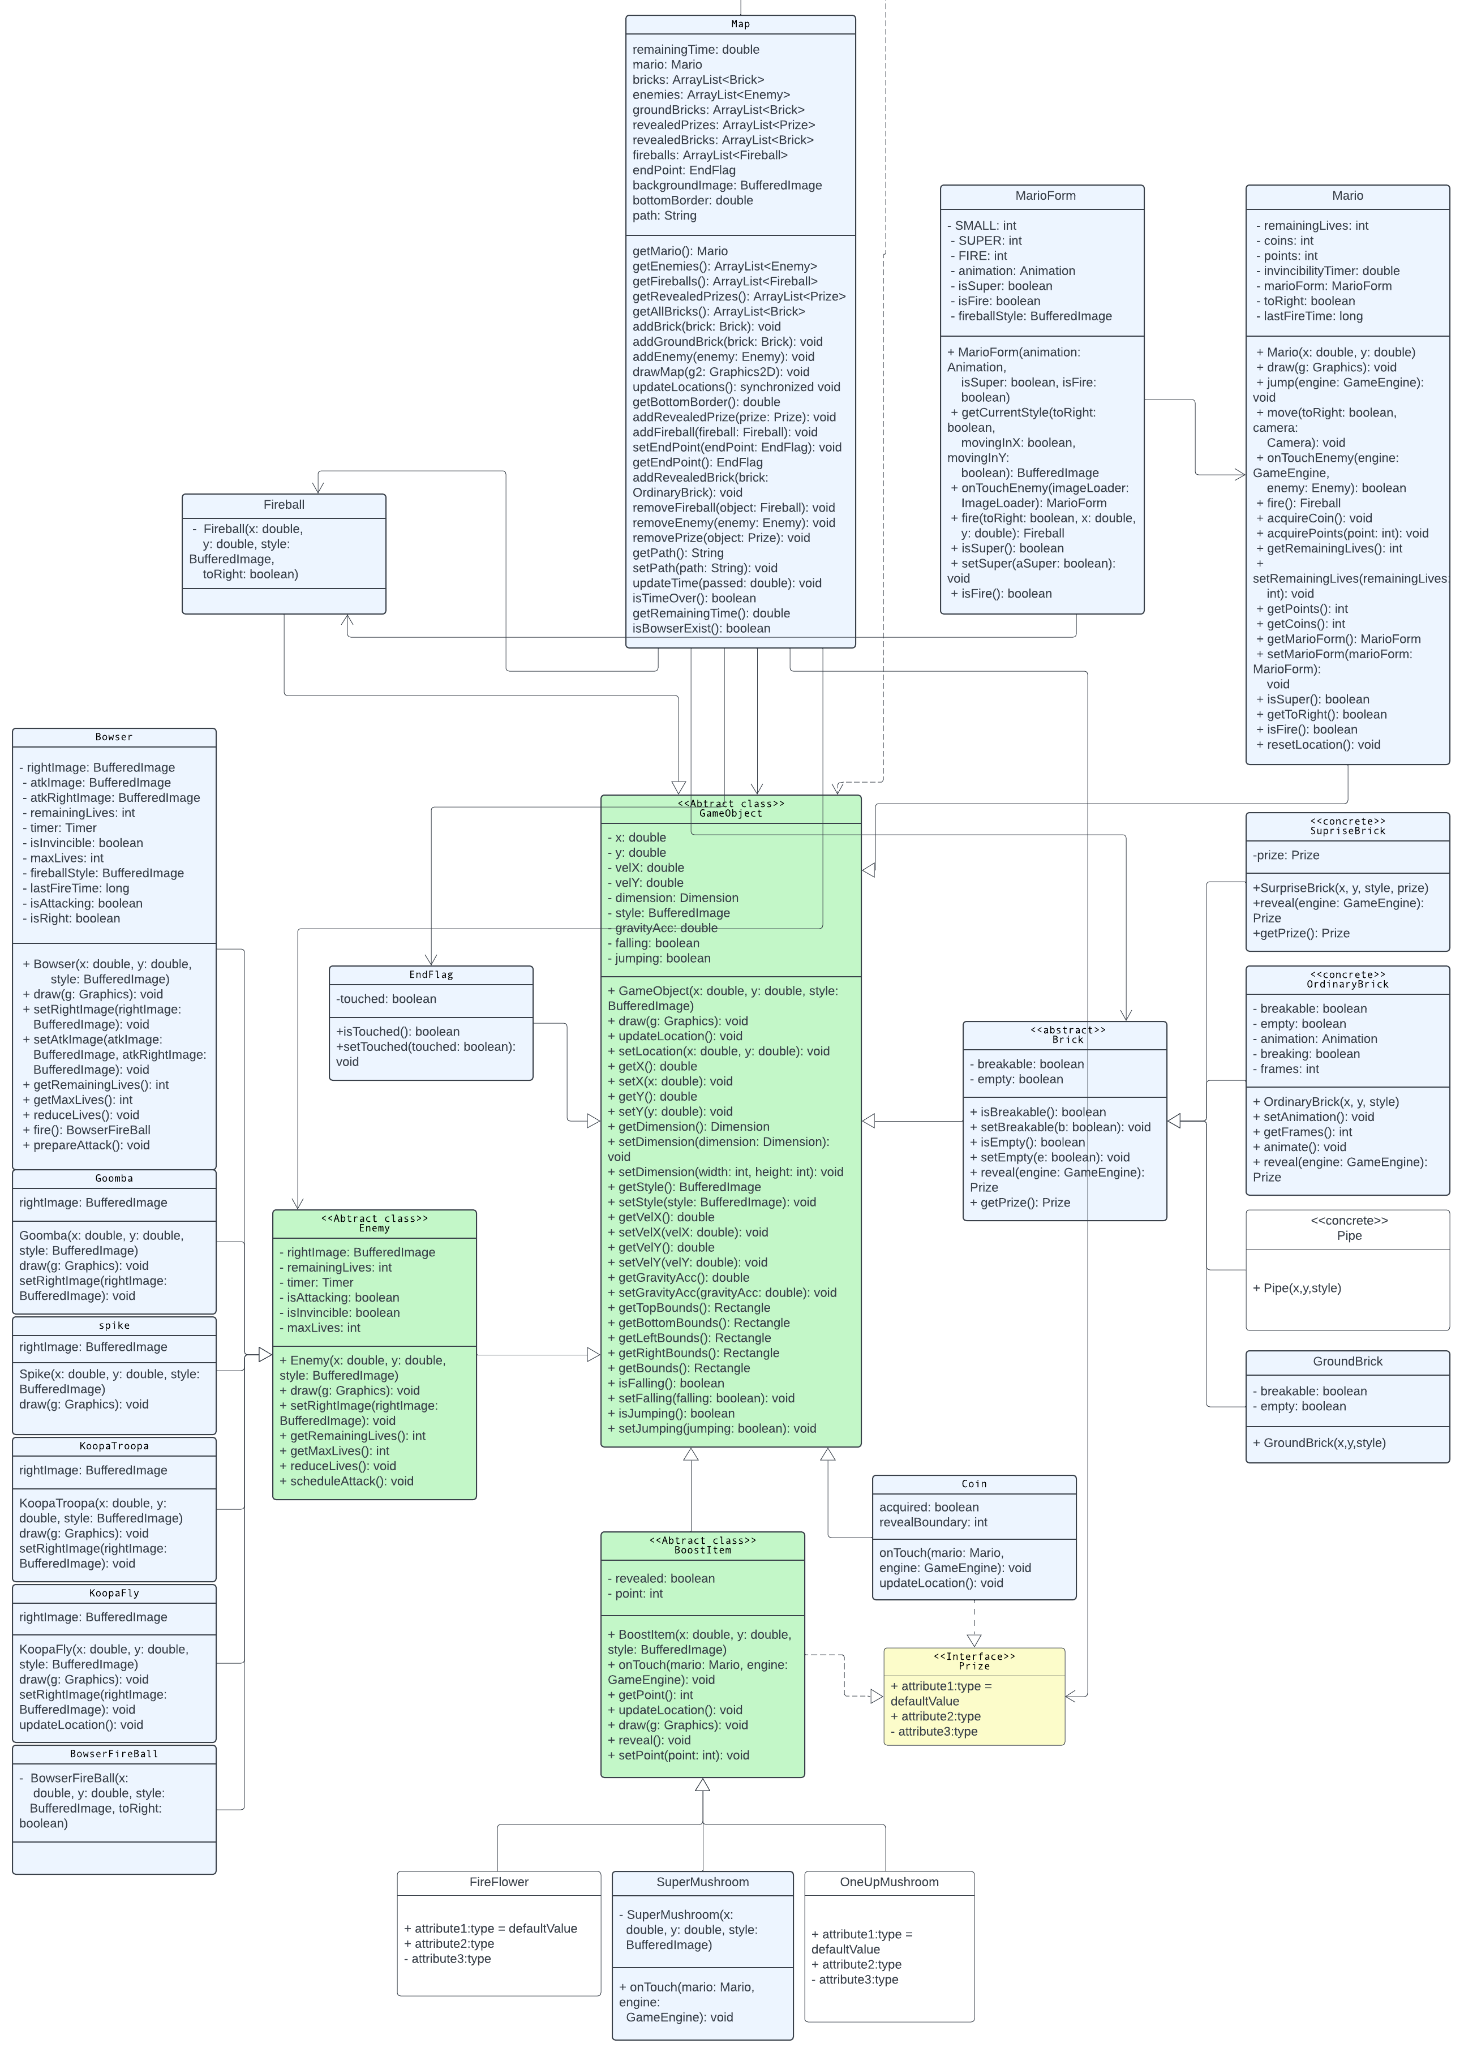 Map
remainingTime: double
mario: Mario
bricks: ArrayList<Brick>
enemies: ArrayList<Enemy>
groundBricks: ArrayList<Brick>
revealedPrizes: ArrayList<Prize>
revealedBricks: ArrayList<Brick>
fireballs: ArrayList<Fireball>
endPoint: EndFlag
backgroundImage: BufferedImage
bottomBorder: double
path: String
getMario(): Mario
getEnemies(): ArrayList<Enemy>
getFireballs(): ArrayList<Fireball>
getRevealedPrizes(): ArrayList<Prize>
getAllBricks(): ArrayList<Brick>
addBrick(brick: Brick): void
addGroundBrick(brick: Brick): void
addEnemy(enemy: Enemy): void
drawMap(g2: Graphics2D): void
updateLocations(): synchronized void
getBottomBorder(): double
addRevealedPrize(prize: Prize): void
addFireball(fireball: Fireball): void
setEndPoint(endPoint: EndFlag): void
getEndPoint(): EndFlag
addRevealedBrick(brick:
OrdinaryBrick): void
removeFireball(object: Fireball): void
removeEnemy(enemy: Enemy): void
removePrize(object: Prize): void
getPath(): String
setPath(path: String): void
updateTime(passed: double): void
isTimeOver(): boolean
getRemainingTime(): double
isBowserExist(): boolean
MarioForm
- SMALL: int
- SUPER: int
- FIRE: int
- animation: Animation
- isSuper: boolean
- isFire: boolean
- fireballStyle: BufferedImage
+ MarioForm(animation:
Animation,
isSuper: boolean, isFire:
boolean)
+ getCurrentStyle(toRight:
boolean,
movingInX: boolean,
movingInY:
boolean): BufferedImage
+ onTouchEnemy(imageLoader:
ImageLoader): MarioForm
+ fire(toRight: boolean, x: double,
y: double): Fireball
+ isSuper(): boolean
+ setSuper(aSuper: boolean):
void
+ isFire(): boolean
Mario
- remainingLives: int
- coins: int
- points: int
- invincibilityTimer: double
- marioForm: MarioForm
- toRight: boolean
- lastFireTime: long
+ Mario(x: double, y: double)
+ draw(g: Graphics): void
+ jump(engine: GameEngine):
void
+ move(toRight: boolean,
camera:
Camera): void
+ onTouchEnemy(engine:
GameEngine,
enemy: Enemy): boolean
+ fire(): Fireball
+ acquireCoin(): void
+ acquirePoints(point: int): void
+ getRemainingLives(): int
+
setRemainingLives(remainingLives:
int): void
+ getPoints(): int
+ getCoins(): int
+ getMarioForm(): MarioForm
+ setMarioForm(marioForm:
MarioForm):
void
+ isSuper(): boolean
+ getToRight(): boolean
+ isFire(): boolean
+ resetLocation(): void
Fireball
- Fireball(x: double,
y: double, style:
BufferedImage,
toRight: boolean)
Bowser
- rightImage: BufferedImage
- atkImage: BufferedImage
- atkRightImage: BufferedImage
- remainingLives: int
- timer: Timer
- isInvincible: boolean
- maxLives: int
- fireballStyle: BufferedImage
- lastFireTime: long
- isAttacking: boolean
- isRight: boolean
+ Bowser(x: double, y: double,
style: BufferedImage)
+ draw(g: Graphics): void
+ setRightImage(rightImage:
BufferedImage): void
+ setAtkImage(atkImage:
BufferedImage, atkRightImage:
BufferedImage): void
+ getRemainingLives(): int
+ getMaxLives(): int
+ reduceLives(): void
+ fire(): BowserFireBall
+ prepareAttack(): void
Goomba
rightImage: BufferedImage
Goomba(x: double, y: double,
style: BufferedImage)
draw(g: Graphics): void
setRightImage(rightImage:
BufferedImage): void
spike
rightImage: BufferedImage
Spike(x: double, y: double, style:
BufferedImage)
draw(g: Graphics): void
KoopaTroopa
rightImage: BufferedImage
KoopaTroopa(x: double, y:
double, style: BufferedImage)
draw(g: Graphics): void
setRightImage(rightImage:
BufferedImage): void
KoopaFly
rightImage: BufferedImage
KoopaFly(x: double, y: double,
style: BufferedImage)
draw(g: Graphics): void
setRightImage(rightImage:
BufferedImage): void
updateLocation(): void
BowserFireBall
- BowserFireBall(x:
double, y: double, style:
BufferedImage, toRight:
boolean)
EndFlag
-touched: boolean
+isTouched(): boolean
+setTouched(touched: boolean):
void
<<Abtract class>>
Enemy
- rightImage: BufferedImage
- remainingLives: int
- timer: Timer
- isAttacking: boolean
- isInvincible: boolean
- maxLives: int
+ Enemy(x: double, y: double,
style: BufferedImage)
+ draw(g: Graphics): void
+ setRightImage(rightImage:
BufferedImage): void
+ getRemainingLives(): int
+ getMaxLives(): int
+ reduceLives(): void
+ scheduleAttack(): void
<<Abtract class>>
GameObject
- x: double
- y: double
- velX: double
- velY: double
- dimension: Dimension
- style: BufferedImage
- gravityAcc: double
- falling: boolean
- jumping: boolean
+ GameObject(x: double, y: double, style:
BufferedImage)
+ draw(g: Graphics): void
+ updateLocation(): void
+ setLocation(x: double, y: double): void
+ getX(): double
+ setX(x: double): void
+ getY(): double
+ setY(y: double): void
+ getDimension(): Dimension
+ setDimension(dimension: Dimension):
void
+ setDimension(width: int, height: int): void
+ getStyle(): BufferedImage
+ setStyle(style: BufferedImage): void
+ getVelX(): double
+ setVelX(velX: double): void
+ getVelY(): double
+ setVelY(velY: double): void
+ getGravityAcc(): double
+ setGravityAcc(gravityAcc: double): void
+ getTopBounds(): Rectangle
+ getBottomBounds(): Rectangle
+ getLeftBounds(): Rectangle
+ getRightBounds(): Rectangle
+ getBounds(): Rectangle
+ isFalling(): boolean
+ setFalling(falling: boolean): void
+ isJumping(): boolean
+ setJumping(jumping: boolean): void
<<abstract>>
Brick
- breakable: boolean
- empty: boolean
+ isBreakable(): boolean
+ setBreakable(b: boolean): void
+ isEmpty(): boolean
+ setEmpty(e: boolean): void
+ reveal(engine: GameEngine):
Prize
+ getPrize(): Prize
<<concrete>>
SupriseBrick
-prize: Prize
+SurpriseBrick(x, y, style, prize)
+reveal(engine: GameEngine):
Prize
+getPrize(): Prize
<<concrete>>
OrdinaryBrick
- breakable: boolean
- empty: boolean
- animation: Animation
- breaking: boolean
- frames: int
+ OrdinaryBrick(x, y, style)
+ setAnimation(): void
+ getFrames(): int
+ animate(): void
+ reveal(engine: GameEngine):
Prize
<<concrete>>
Pipe
+ Pipe(x,y,style)
GroundBrick
- breakable: boolean
- empty: boolean
+ GroundBrick(x,y,style)
Coin
acquired: boolean
revealBoundary: int
onTouch(mario: Mario,
engine: GameEngine): void
updateLocation(): void
<<Abtract class>>
BoostItem
- revealed: boolean
- point: int
+ BoostItem(x: double, y: double,
style: BufferedImage)
+ onTouch(mario: Mario, engine:
GameEngine): void
+ getPoint(): int
+ updateLocation(): void
+ draw(g: Graphics): void
+ reveal(): void
+ setPoint(point: int): void
<<Interface>>
Prize
+ attribute1:type =
defaultValue
+ attribute2:type
- attribute3:type
FireFlower
+ attribute1:type = defaultValue
+ attribute2:type
- attribute3:type
SuperMushroom
- SuperMushroom(x:
double, y: double, style:
BufferedImage)
+ onTouch(mario: Mario,
engine:
GameEngine): void
OneUpMushroom
+ attribute1:type =
defaultValue
+ attribute2:type
- attribute3:type